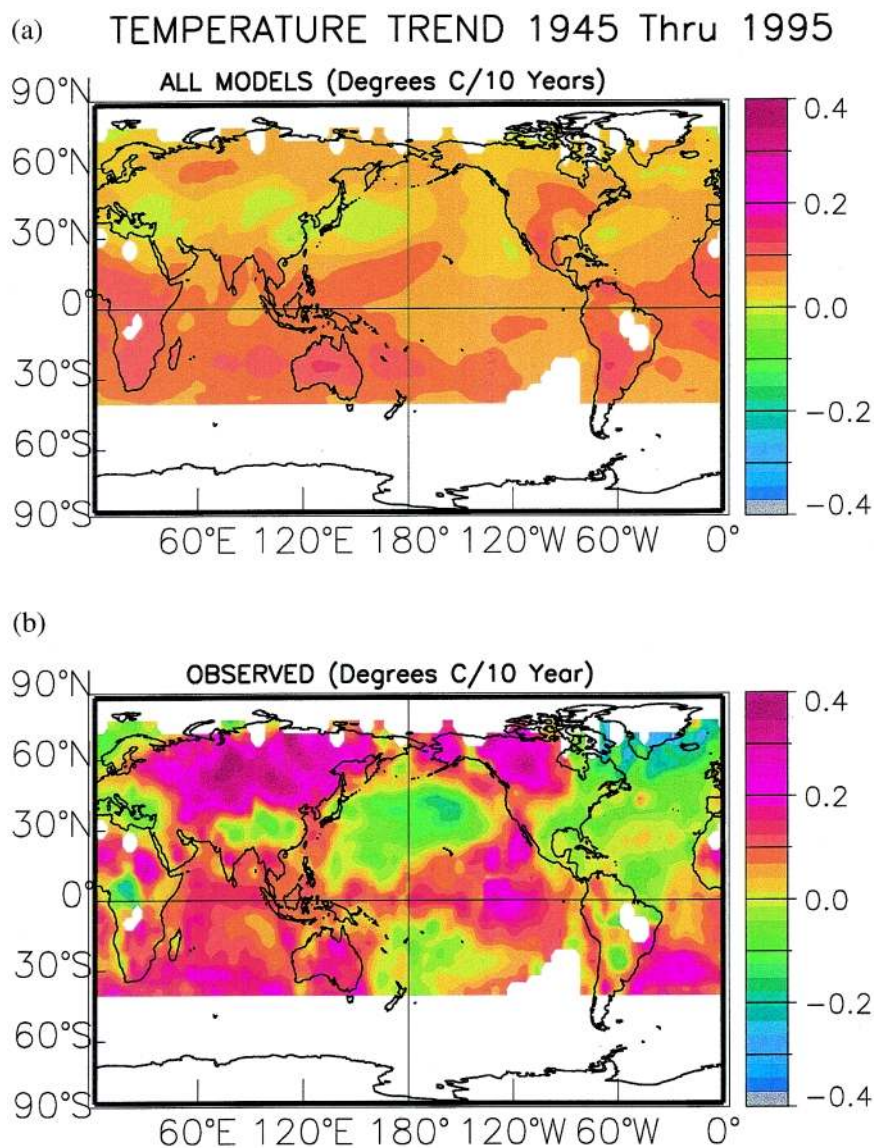 (a) TEMPERATURE TREND 1945 Thru 1995
ALL MODELS (Degrees C/10 Years)
90°N
60°N
30°N
0°
30°S
60°S
90°S
60°E 120°E 180° 120°W 60°W 0°
0.4
0.2
0.0
−0.2
−0.4
(b)
OBSERVED (Degrees C/10 Year)
90°N
60°N
30°N
0°
30°S
60°S
90°S
60°E 120°E 180° 120°W 60°W 0°
0.4
0.2
0.0
−0.2
−0.4